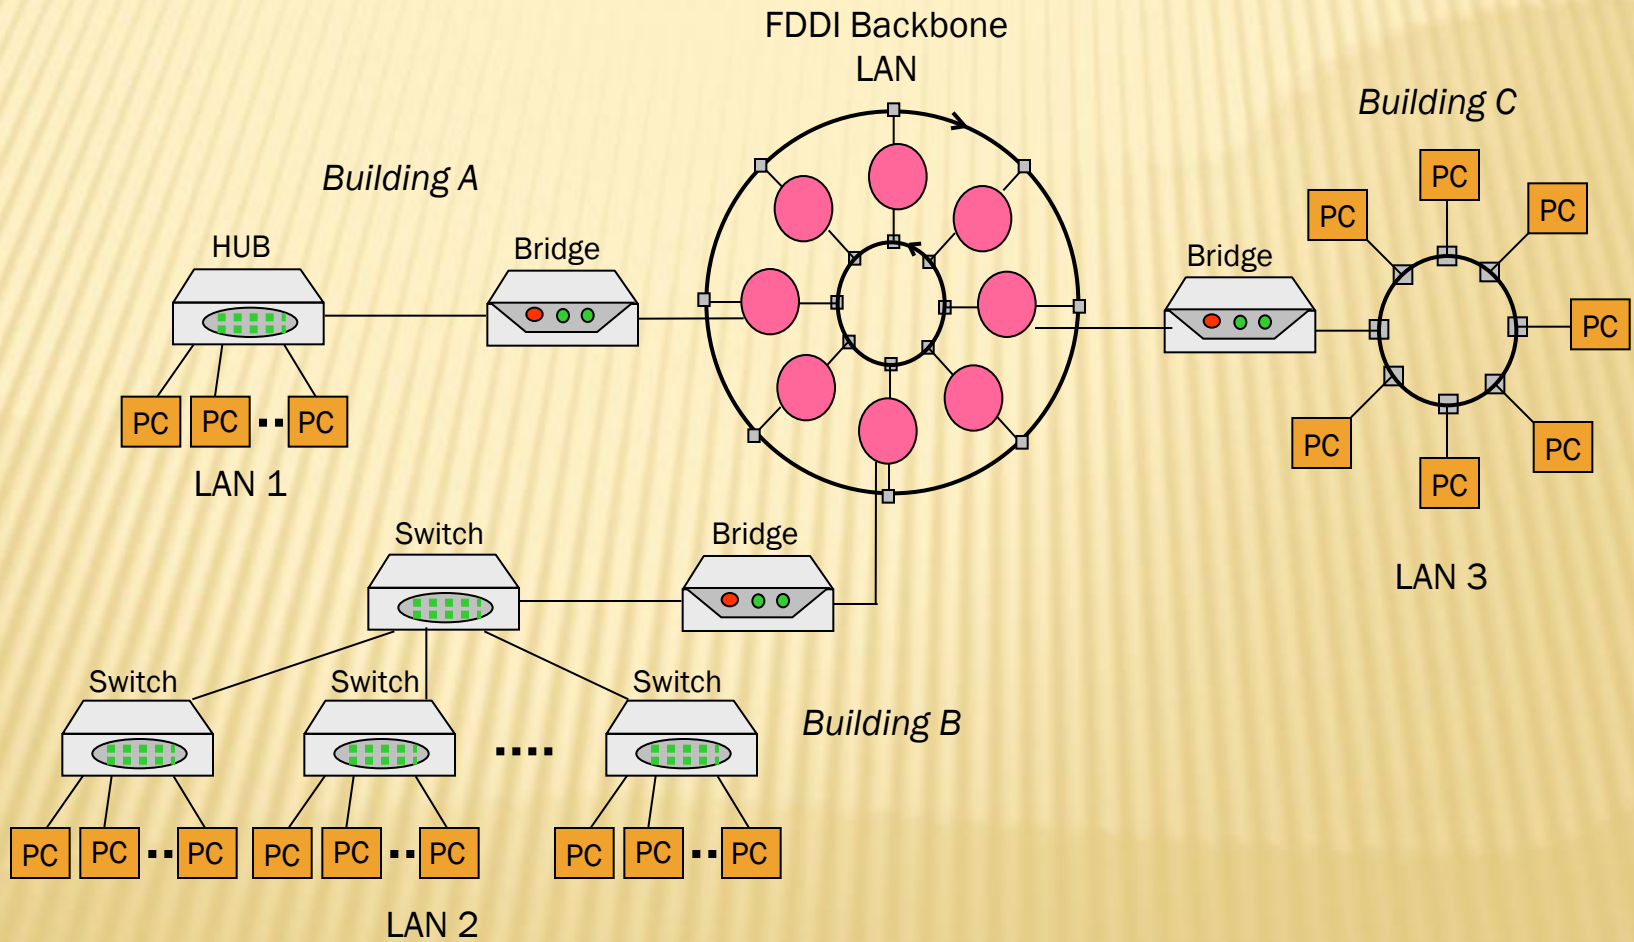 FDDI Backbone
LAN
Building C
Building A
PC
PC
PC
HUB
Bridge
Bridge
PC
PC
PC
PC
PC
PC
PC
LAN 1
PC
Switch
Bridge
LAN 3
Switch
Switch
Switch
Building B
PC
PC
PC
PC
PC
PC
PC
PC
PC
LAN 2